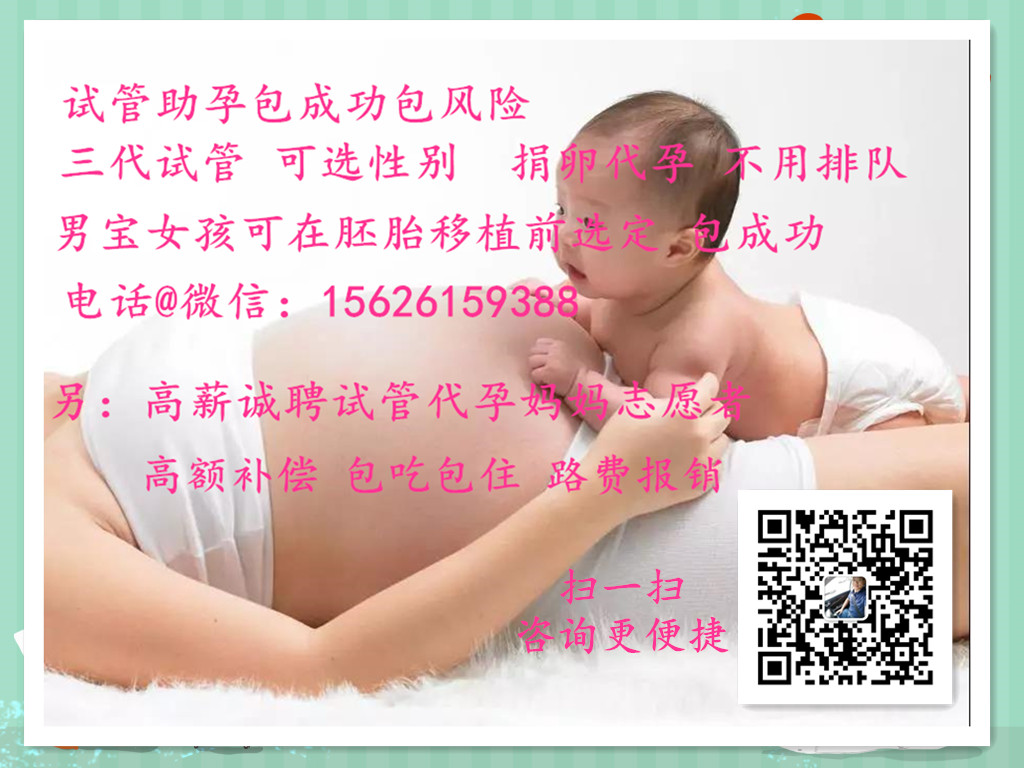 试管助孕包成功包风险
三代试管 可选性别 捐卵代孕 不用排队
男宝女孩可在胚胎移植前选定 包成功
电话@微信：15626159388
另：高薪诚聘试管代孕妈妈志愿者
高额补偿 包吃包住 路费报销
扫一扫
咨询更便捷